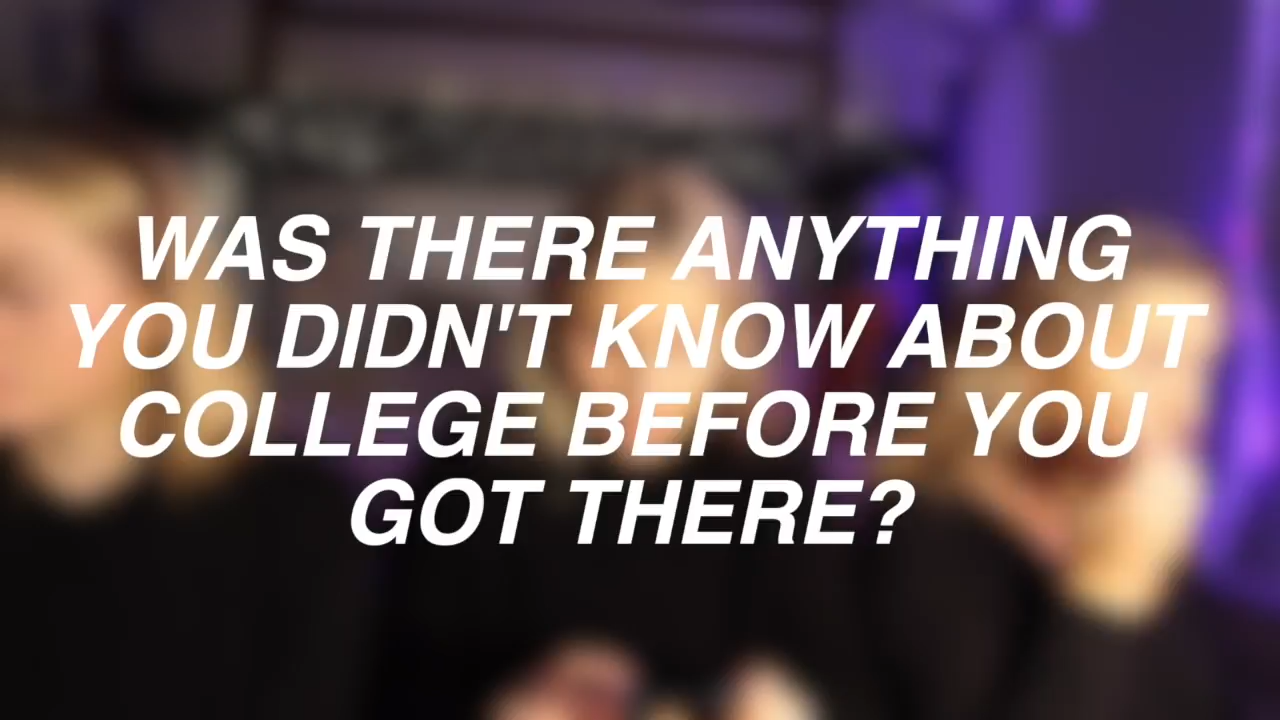 WAS THERE ANYTHING
YOU DIDN'T KNOW ABOUT
COLLEGE BEFORE YOU
GOT THERE?